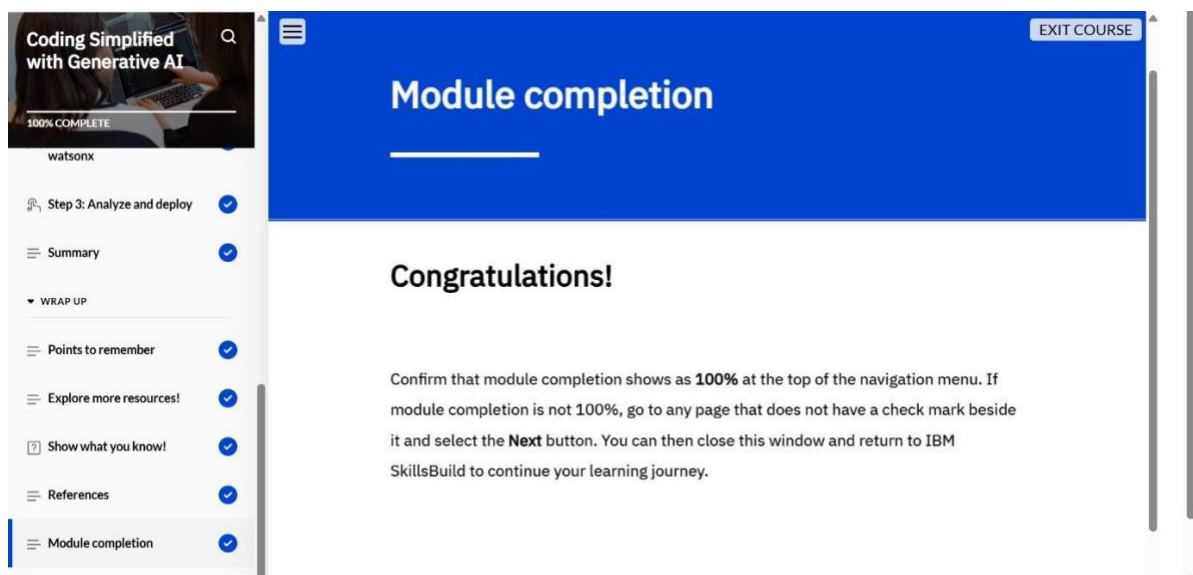 Coding Simplified
with Generative AI
100% COMPLETE
watsonx
Step 3: Analyze and deploy
Summary
WRAP UP
Points to remember
Explore more resources!
Show what you know!
References
Module completion
EXIT COURSE
Module completion
Congratulations!
Confirm that module completion shows as 100% at the top of the navigation menu. If
module completion is not 100%, go to any page that does not have a check mark beside
it and select the Next button. You can then close this window and return to IBM
SkillsBuild to continue your learning journey.